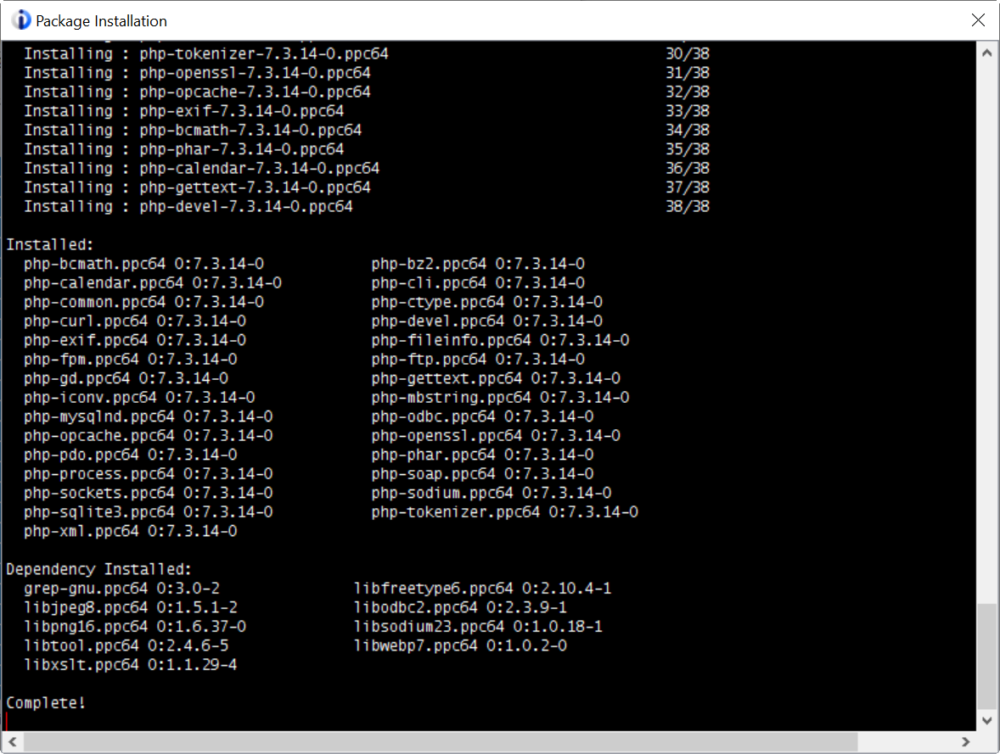 Package Installation
Installing : php-tokenizer-7.3.14-0.ppc64 30/38
Installing : php-openssl-7.3.14-0.ppc64 31/38
Installing : php-opcache-7.3.14-0.ppc64 32/38
Installing : php-exif-7.3.14-0.ppc64 33/38
Installing : php-bcmath-7.3.14-0.ppc64 34/38
Installing : php-phar-7.3.14-0.ppc64 35/38
Installing : php-calendar-7.3.14-0.ppc64 36/38
Installing : php-gettext-7.3.14-0.ppc64 37/38
Installing : php-devel-7.3.14-0.ppc64 38/38
Installed:
php-bcmath.ppc64 0:7.3.14-0 php-bz2.ppc64 0:7.3.14-0
php-calendar.ppc64 0:7.3.14-0 php-cli.ppc64 0:7.3.14-0
php-common.ppc64 0:7.3.14-0 php-ctype.ppc64 0:7.3.14-0
php-curl.ppc64 0:7.3.14-0 php-devel.ppc64 0:7.3.14-0
php-exif.ppc64 0:7.3.14-0 php-fileinfo.ppc64 0:7.3.14-0
php-fpm.ppc64 0:7.3.14-0 php-ftp.ppc64 0:7.3.14-0
php-gd.ppc64 0:7.3.14-0 php-gettext.ppc64 0:7.3.14-0
php-iconv.ppc64 0:7.3.14-0 php-mbstring.ppc64 0:7.3.14-0
php-mysqlnd.ppc64 0:7.3.14-0 php-odbc.ppc64 0:7.3.14-0
php-opcache.ppc64 0:7.3.14-0 php-openssl.ppc64 0:7.3.14-0
php-pdo.ppc64 0:7.3.14-0 php-phar.ppc64 0:7.3.14-0
php-process.ppc64 0:7.3.14-0 php-soap.ppc64 0:7.3.14-0
php-sockets.ppc64 0:7.3.14-0 php-sodium.ppc64 0:7.3.14-0
php-sqlite3.ppc64 0:7.3.14-0 php-tokenizer.ppc64 0:7.3.14-0
php-xml.ppc64 0:7.3.14-0
Dependency Installed:
grep-gnu.ppc64 0:3.0-2 libfreetype6.ppc64 0:2.10.4-1
libjpeg8.ppc64 0:1.5.1-2 libodbc2.ppc64 0:2.3.9-1
libpng16.ppc64 0:1.6.37-0 libsodium23.ppc64 0:1.0.18-1
libtool.ppc64 0:2.4.6-5 libwebp7.ppc64 0:1.0.2-0
libxslt.ppc64 0:1.1.29-4
Complete!